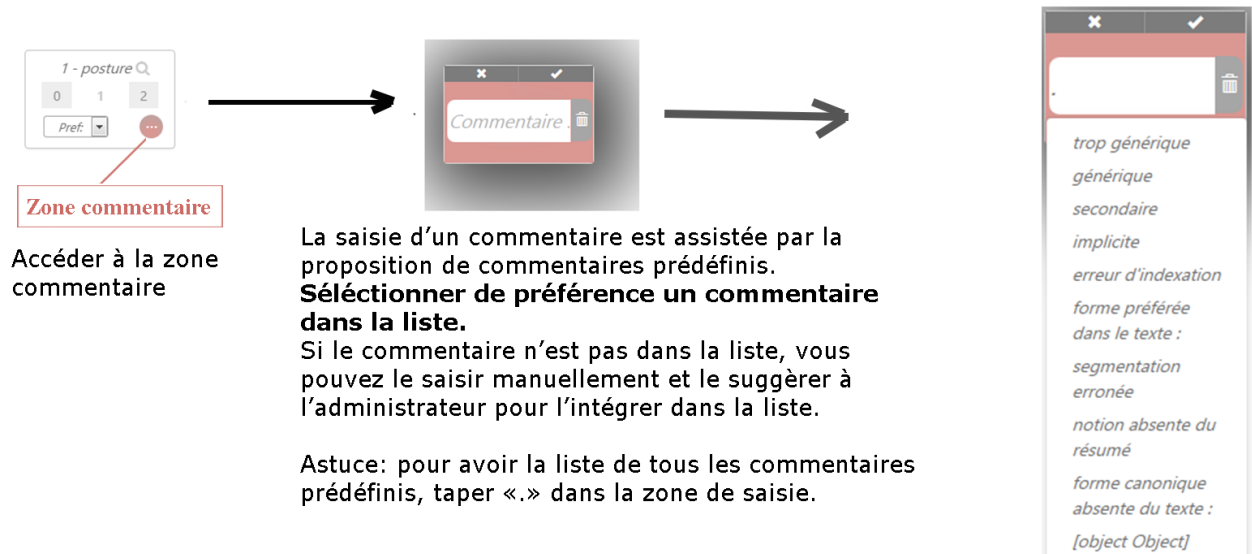 1 - posture
0 1 2
Pref:
Zone commentaire
Accéder à la zone
commentaire
Commentaire .
La saisie d’un commentaire est assistée par la
proposition de commentaires prédéfinis.
Séléctionner de préférence un commentaire
dans la liste.
Si le commentaire n’est pas dans la liste, vous
pouvez le saisir manuellement et le suggèrer à
l’administrateur pour l’intégrer dans la liste.
Astuce: pour avoir la liste de tous les commentaires
prédéfinis, taper «.» dans la zone de saisie.
.
trop générique
générique
secondaire
implicite
erreur d'indexation
forme préférée
dans le texte :
segmentation
erronée
notion absente du
résumé
forme canonique
absente du texte :
[object Object]